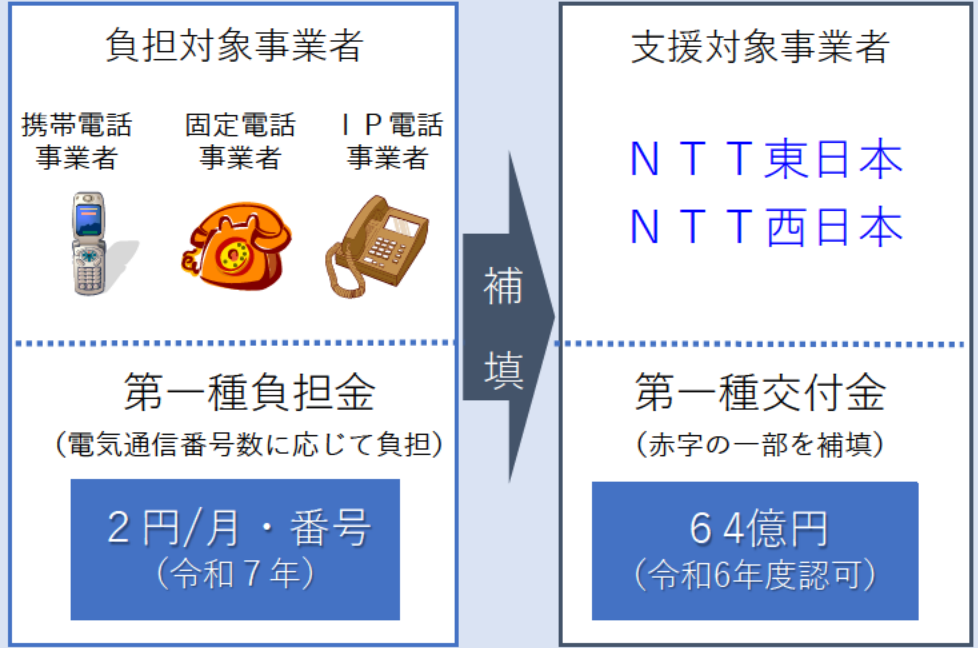 負担対象事業者
携帯電話
事業者
固定電話
事業者
ＩＰ電話
事業者
第一種負担金
(電気通信番号数に応じて負担)
２円/月・番号
(令和７年)
補
填
支援対象事業者
ＮＴＴ東日本
ＮＴＴ西日本
第一種交付金
(赤字の一部を補填)
６4億円
(令和6年度認可)